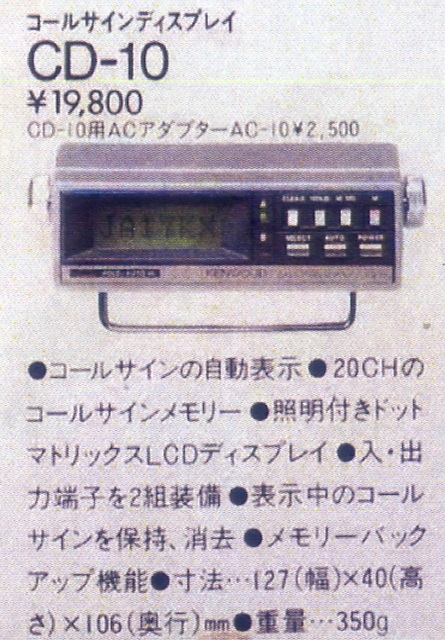 コールサインディスプレイ
CD-10
¥19,800
CD-10用ACアダプターAC-10¥2,500
JA1YKX
KENWOOD
SELECT AUTO POWER
●コールサインの自動表示●20CHの
コールサインメモリー●照明付きドット
マトリックスLCDディスプレイ●入・出
力端子を2組装備●表示中のコール
サインを保持、消去●メモリーバック
アップ機能●寸法…127(幅)×40(高
さ)×106(奥行)mm●重量…350g